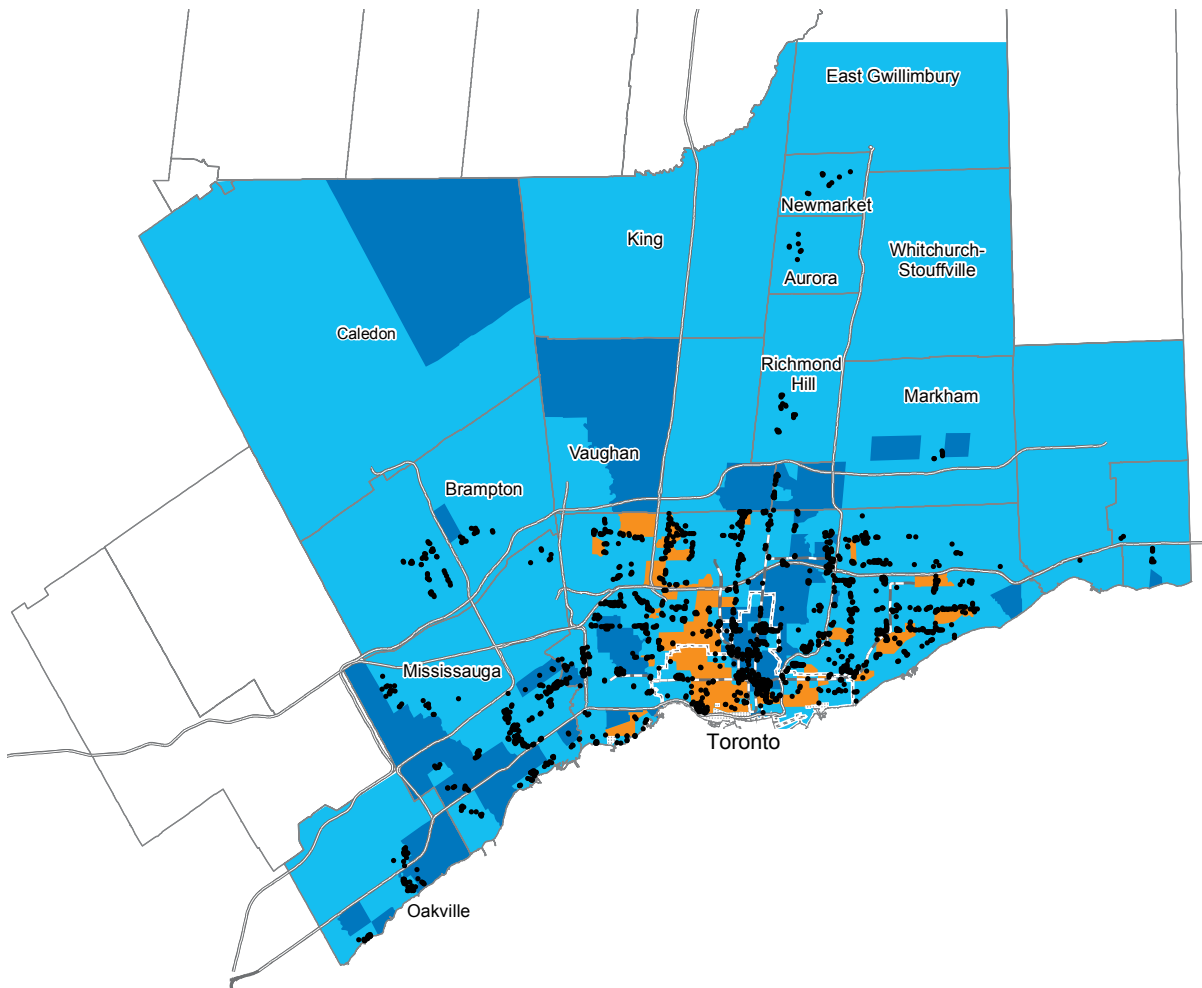 East Gwillimbury
Newmarket
King
Whitchurch-
Stouffville
Aurora
Caledon
Richmond
Hill
Markham
Vaughan
Brampton
Mississauga
Toronto
Oakville